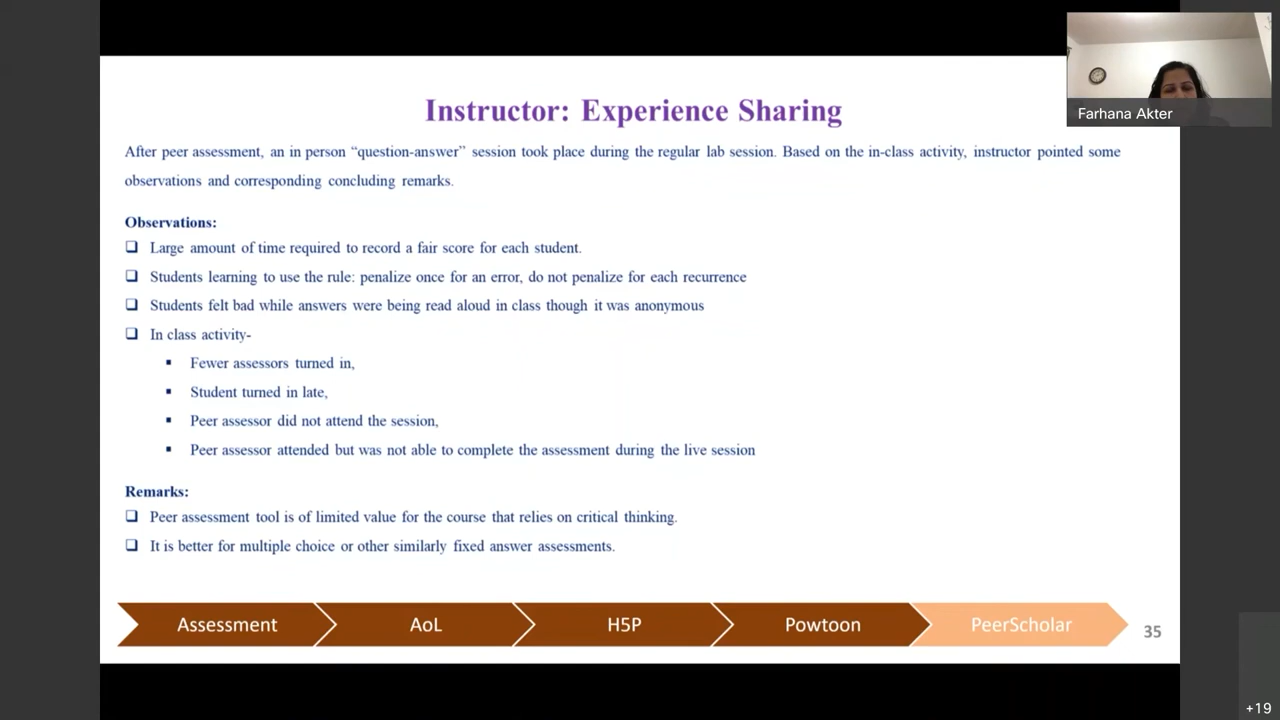 Instructor: Experience Sharing
Farhana Akter
After peer assessment, an in person “question-answer” session took place during the regular lab session. Based on the in-class activity, instructor pointed some
observations and corresponding concluding remarks.
Observations:
Large amount of time required to record a fair score for each student.
Students learning to use the rule: penalize once for an error, do not penalize for each recurrence
Students felt bad while answers were being read aloud in class though it was anonymous
In class activity-
Fewer assessors turned in,
Student turned in late,
Peer assessor did not attend the session,
Peer assessor attended but was not able to complete the assessment during the live session
Remarks:
Peer assessment tool is of limited value for the course that relies on critical thinking.
It is better for multiple choice or other similarly fixed answer assessments.
Assessment AoL H5P Powtoon PeerScholar 35
+19